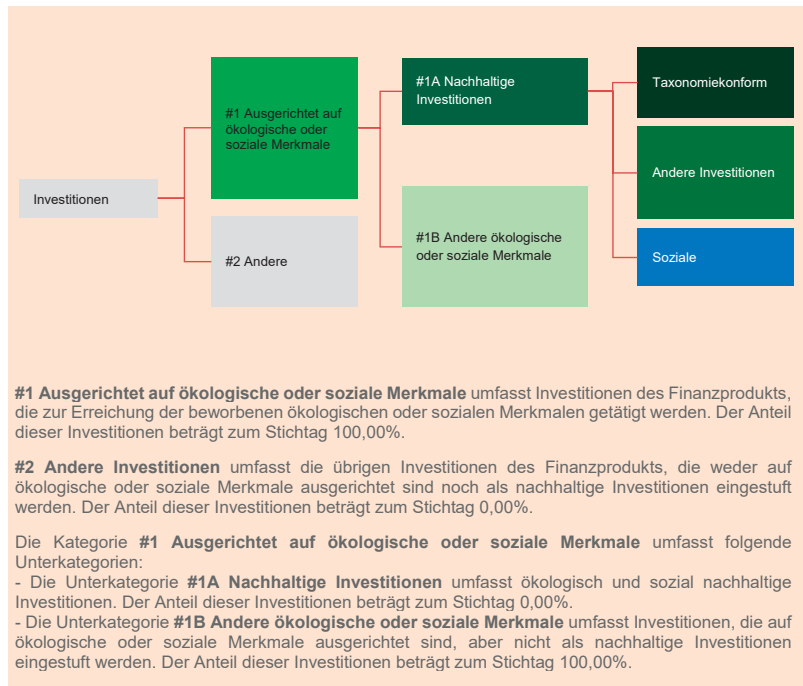 Investitionen
#1 Ausgerichtet auf
ökologische oder
soziale Merkmale
#2 Andere
#1A Nachhaltige
Investitionen
#1B Andere ökologische
oder soziale Merkmale
Taxonomiekonform
Andere Investitionen
Soziale
#1 Ausgerichtet auf ökologische oder soziale Merkmale umfasst Investitionen des Finanzprodukts,
die zur Erreichung der beworbenen ökologischen oder sozialen Merkmalen getätigt werden. Der Anteil
dieser Investitionen beträgt zum Stichtag 100,00%.
#2 Andere Investitionen umfasst die übrigen Investitionen des Finanzprodukts, die weder auf
ökologische oder soziale Merkmale ausgerichtet sind noch als nachhaltige Investitionen eingestuft
werden. Der Anteil dieser Investitionen beträgt zum Stichtag 0,00%.
Die Kategorie #1 Ausgerichtet auf ökologische oder soziale Merkmale umfasst folgende
Unterkategorien:
- Die Unterkategorie #1A Nachhaltige Investitionen umfasst ökologisch und sozial nachhaltige
Investitionen. Der Anteil dieser Investitionen beträgt zum Stichtag 0,00%.
- Die Unterkategorie #1B Andere ökologische oder soziale Merkmale umfasst Investitionen, die auf
ökologische oder soziale Merkmale ausgerichtet sind, aber nicht als nachhaltige Investitionen
eingestuft werden. Der Anteil dieser Investitionen beträgt zum Stichtag 100,00%.